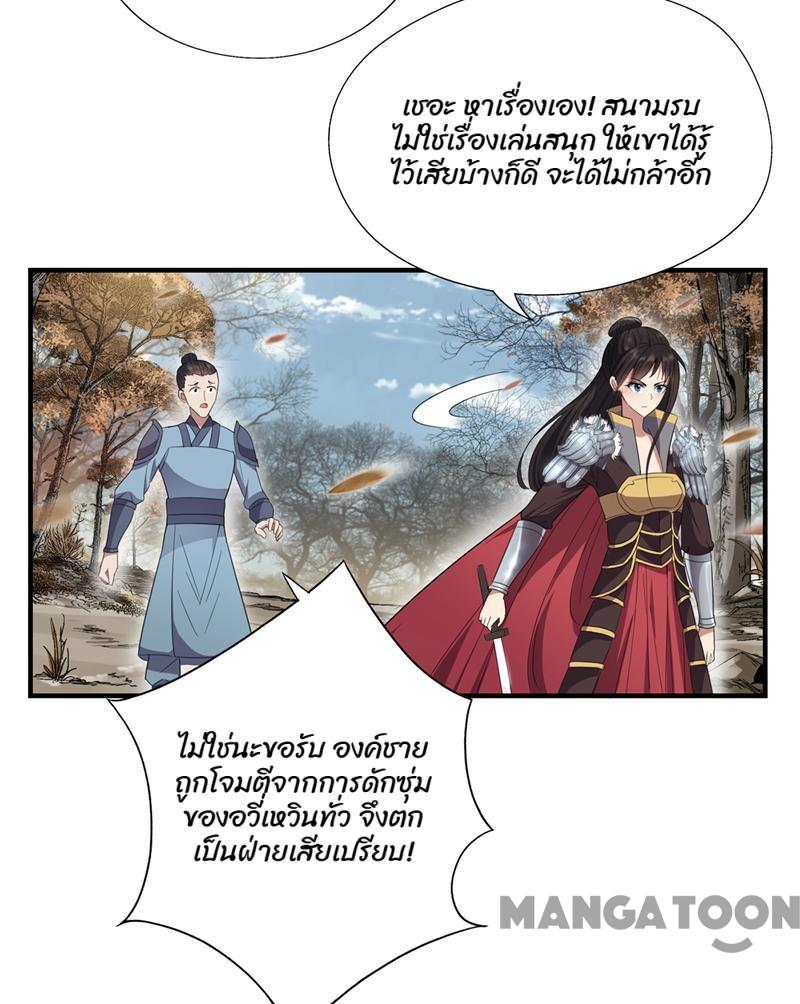 เชอะ หาเรื่องเอง! สนามรบ
ไม่ใช่เรื่องเล่นสนุก ให้เขาได้รู้
ไว้เสียบ้างก็ดี จะได้ไม่กล้าอีก
ไม่ใช่นะขอรับ องค์ชาย
ถูกโจมตีจากการดักซุ่ม
ของอวี่เหวินทั่ว จึงตก
เป็นฝ่ายเสียเปรียบ!
MANGATOON